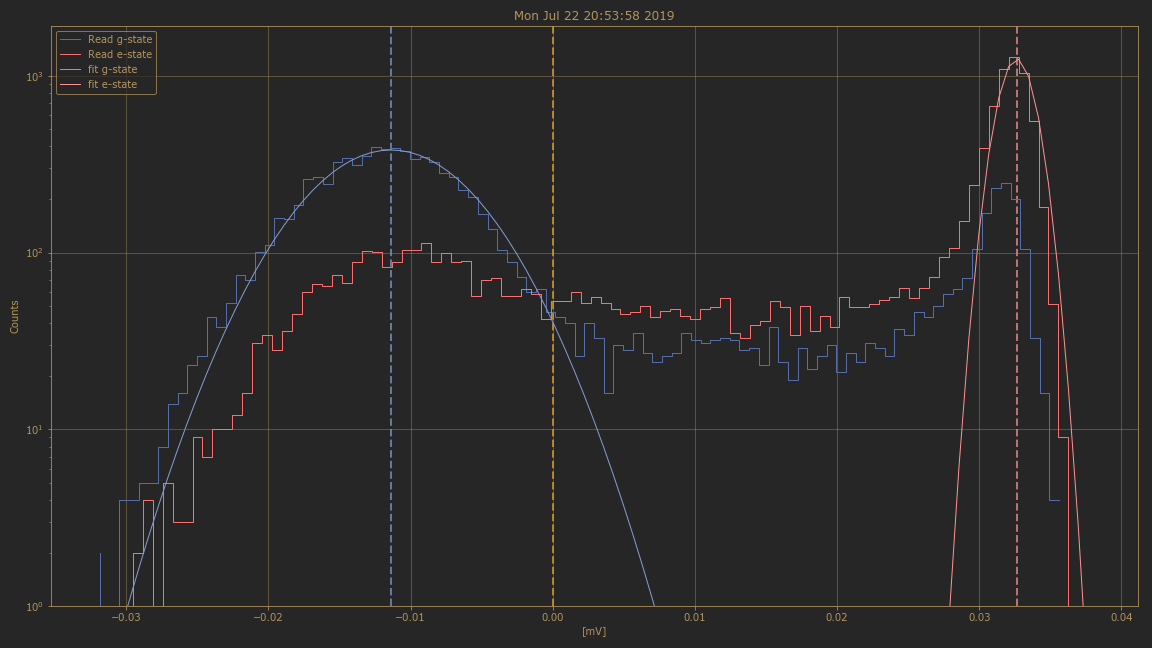 Mon Jul 22 20:53:58 2019
Read g-state
Read e-state
fit g-state
fit e-state
10³
10²
10¹
10⁰
Counts
−0.03 −0.02 −0.01 0.00 0.01 0.02 0.03 0.04
[mV]